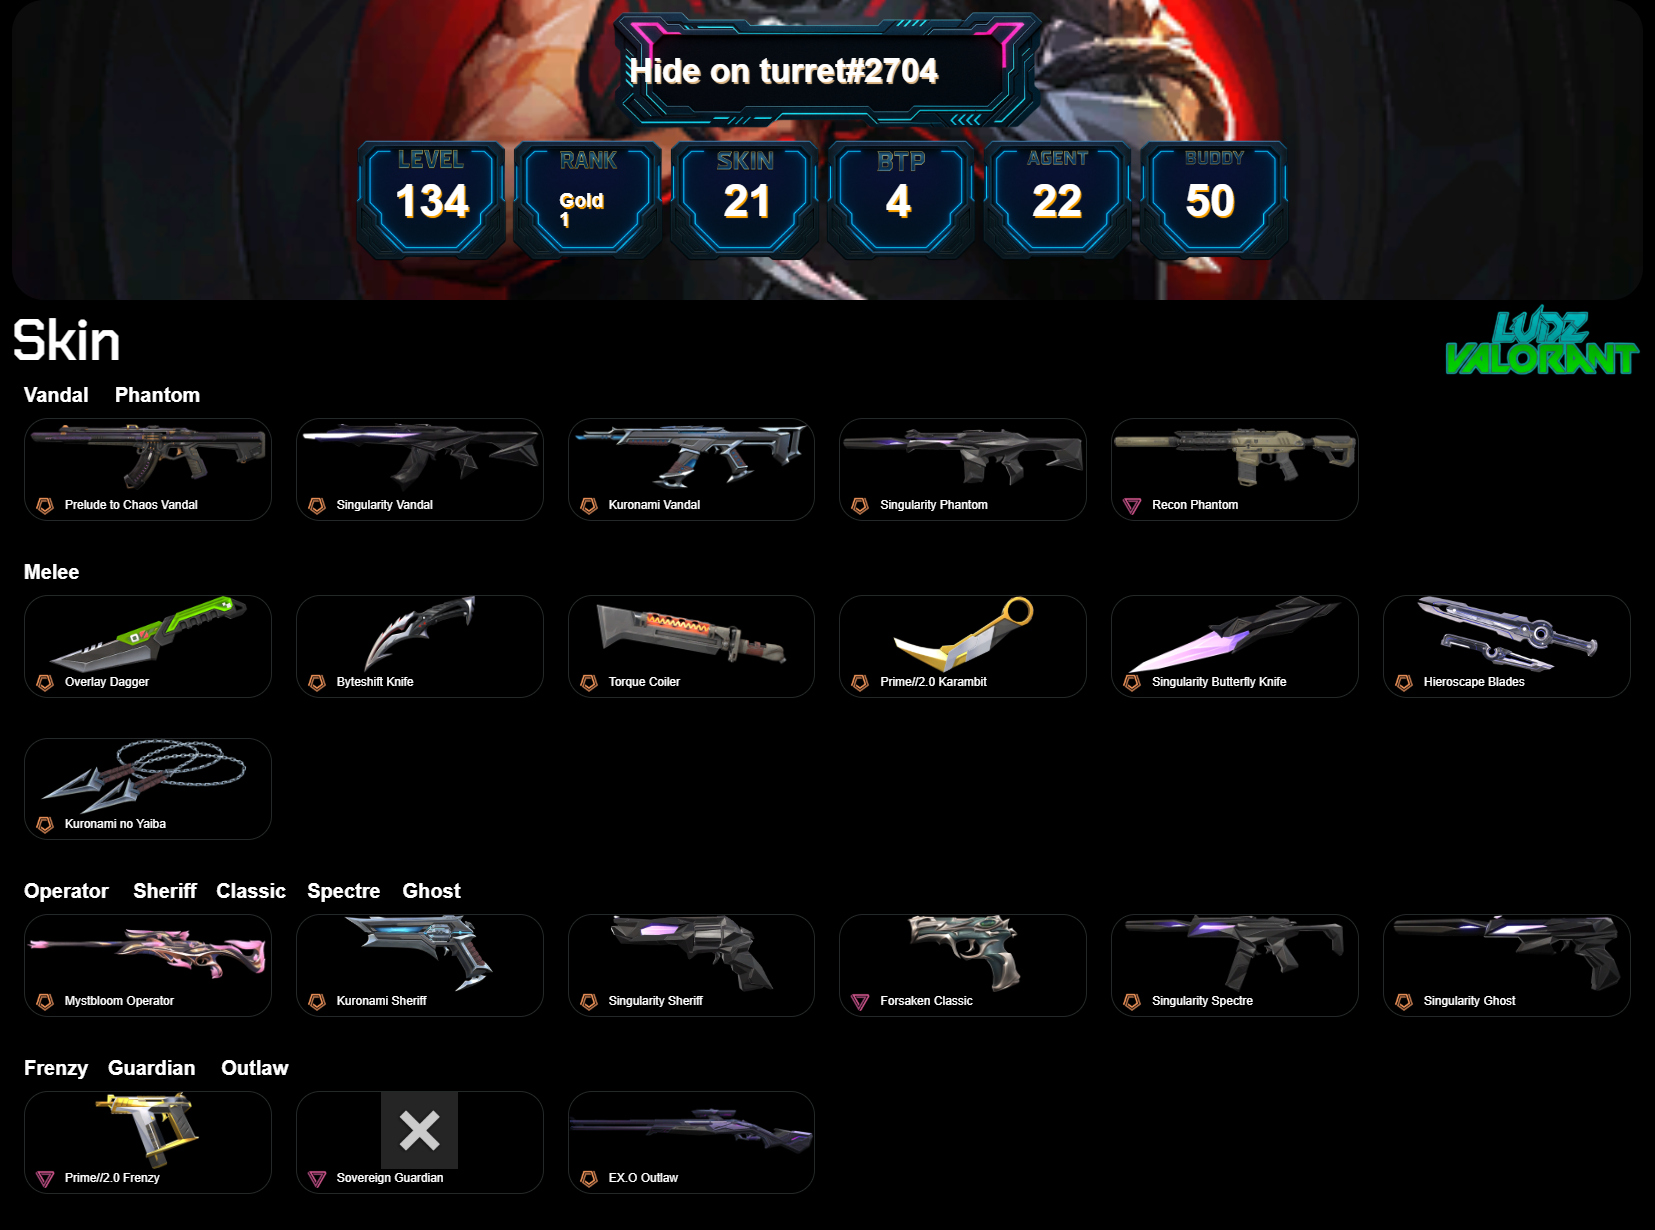 Hide on turret#2704
LEVEL RANK SKIN BTP AGENT BUDDY
134 Gold 1 21 4 22 50
Skin
LUDZ
VALORANT
Vandal Phantom
Prelude to Chaos Vandal Singularity Vandal Kuronami Vandal Singularity Phantom Recon Phantom
Melee
Overlay Dagger Byteshift Knife Torque Coiler Prime//2.0 Karambit Singularity Butterfly Knife Hieroscape Blades
Kuronami no Yaiba
Operator Sheriff Classic Spectre Ghost
Mystbloom Operator Kuronami Sheriff Singularity Sheriff Forsaken Classic Singularity Spectre Singularity Ghost
Frenzy Guardian Outlaw
Prime//2.0 Frenzy Sovereign Guardian EX.O Outlaw